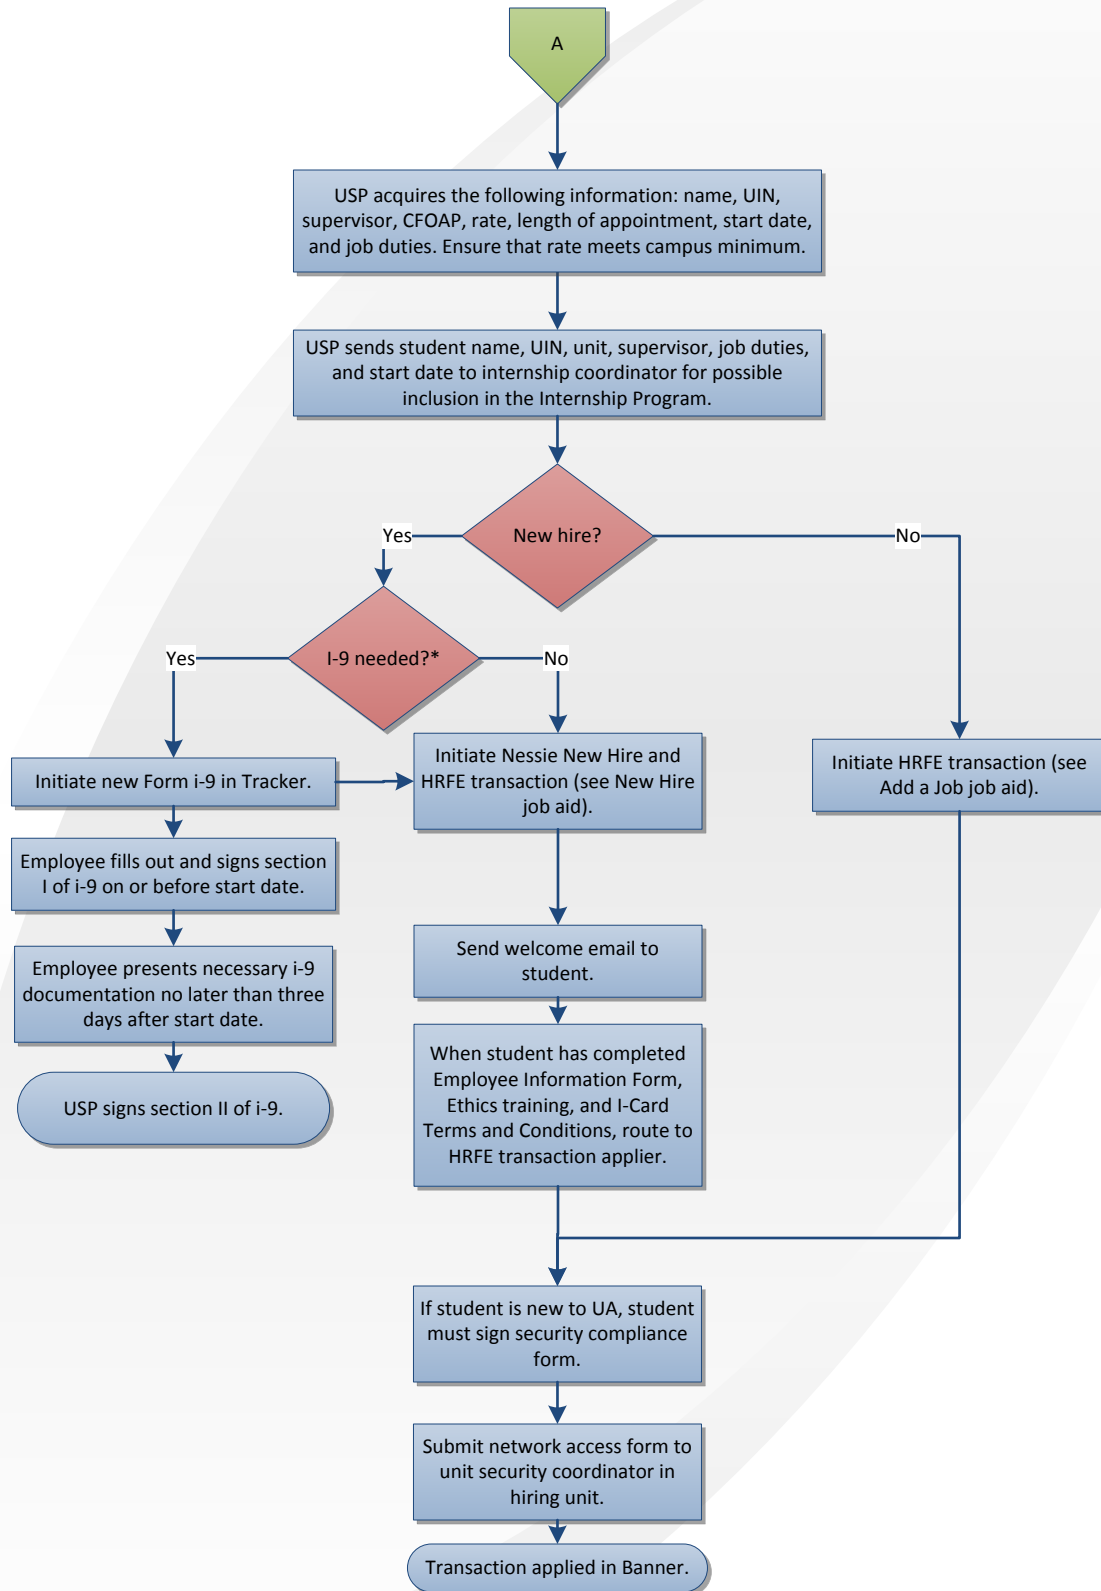 A
USP acquires the following information: name, UIN,
supervisor, CFOAP, rate, length of appointment, start date,
and job duties. Ensure that rate meets campus minimum.
USP sends student name, UIN, unit, supervisor, job duties,
and start date to internship coordinator for possible
inclusion in the Internship Program.
New hire?
Yes
No
I-9 needed?*
Yes
No
Initiate new Form i-9 in Tracker.
Initiate Nessie New Hire and
HRFE transaction (see New Hire
job aid).
Initiate HRFE transaction (see
Add a Job job aid).
Employee fills out and signs section
I of i-9 on or before start date.
Employee presents necessary i-9
documentation no later than three
days after start date.
USP signs section II of i-9.
Send welcome email to
student.
When student has completed
Employee Information Form,
Ethics training, and I-Card
Terms and Conditions, route to
HRFE transaction applier.
If student is new to UA, student
must sign security compliance
form.
Submit network access form to
unit security coordinator in
hiring unit.
Transaction applied in Banner.